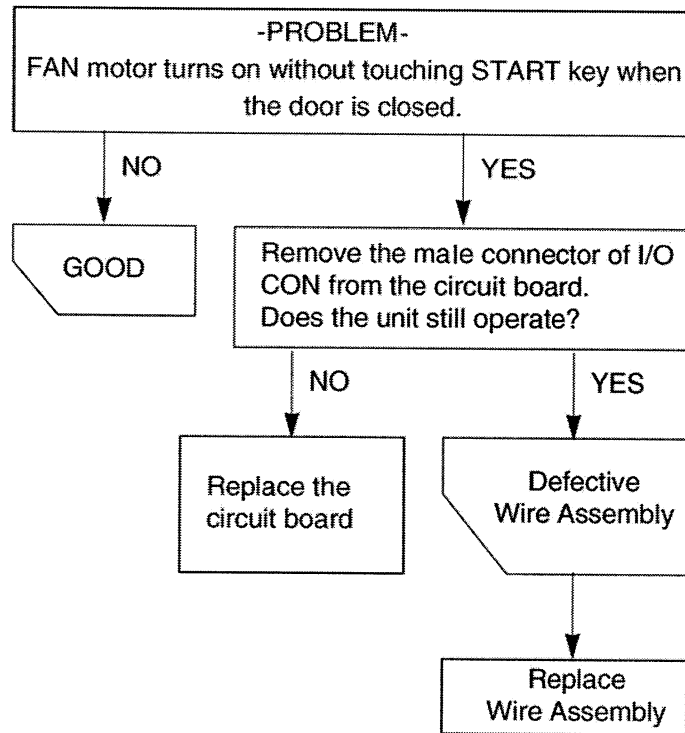 -PROBLEM-
FAN motor turns on without touching START key when
the door is closed.
NO
YES
GOOD
Remove the male connector of I/O
CON from the circuit board.
Does the unit still operate?
NO
YES
Replace the
circuit board
Defective
Wire Assembly
Replace
Wire Assembly